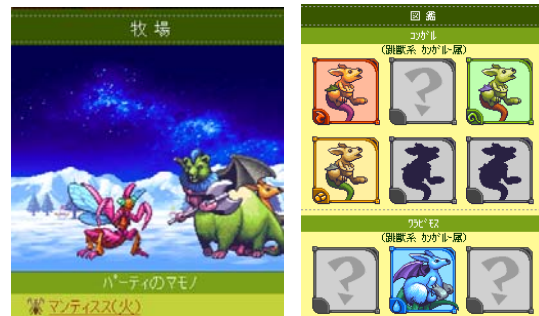 牧場
パーティのマモノ
マンティスス(火)
図鑑
コンガル
(跳獣系 カンガルー属)
?
ワラビモス
(跳獣系 カンガルー属)
?
?